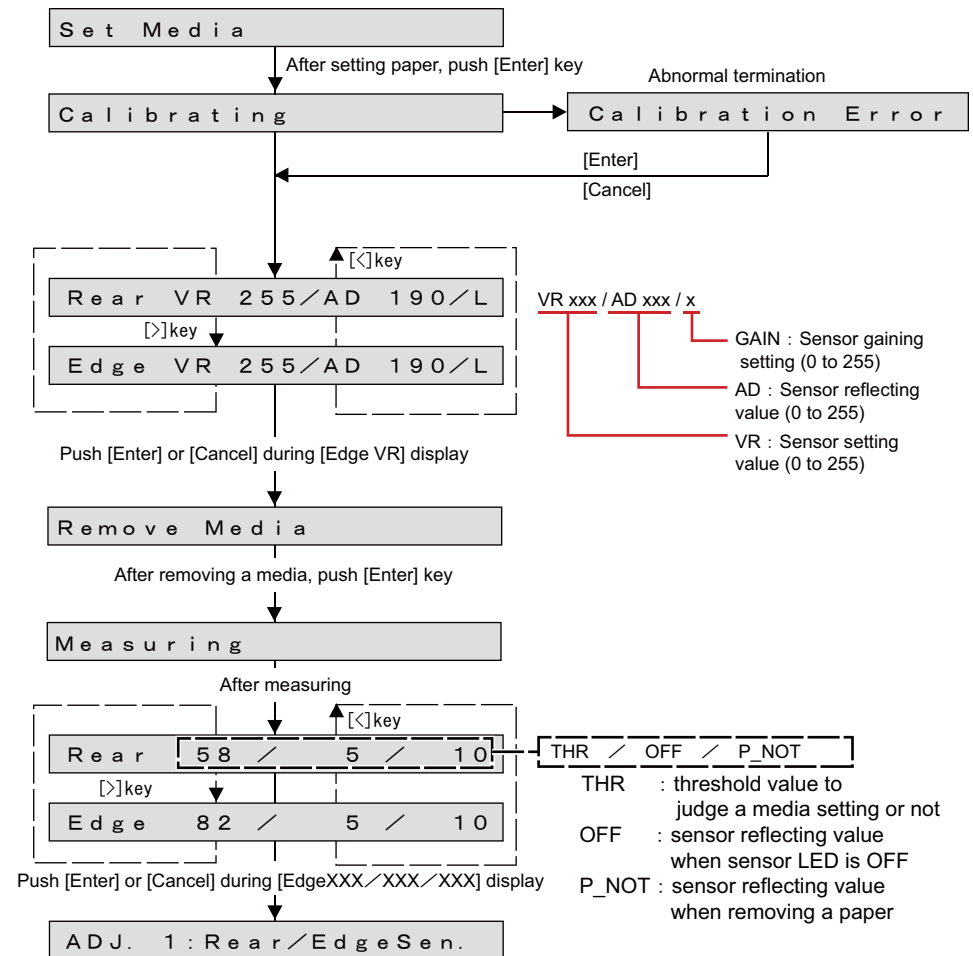 Set Media
After setting paper, push [Enter] key
Abnormal termination
Calibrating
Calibration Error
[Enter]
[Cancel]
[<]key
Rear VR 255/AD 190/L
[>]key
Edge VR 255/AD 190/L
VR xxx / AD xxx / x
GAIN : Sensor gaining
setting (0 to 255)
AD : Sensor reflecting
value (0 to 255)
VR : Sensor setting
value (0 to 255)
Push [Enter] or [Cancel] during [Edge VR] display
Remove Media
After removing a media, push [Enter] key
Measuring
After measuring
[<]key
Rear 58 / 5 / 10
[>]key
Edge 82 / 5 / 10
THR / OFF / P_NOT
THR : threshold value to
judge a media setting or not
OFF : sensor reflecting value
when sensor LED is OFF
P_NOT : sensor reflecting value
when removing a paper
Push [Enter] or [Cancel] during [EdgeXXX/XXX/XXX] display
ADJ. 1:Rear/EdgeSen.